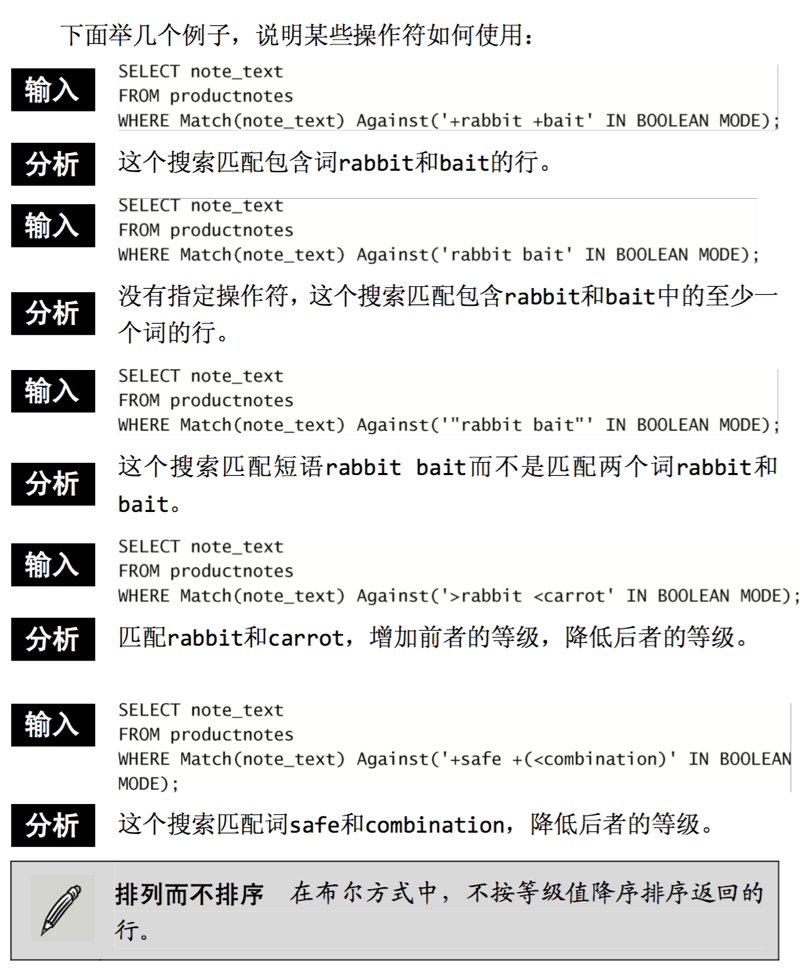 下面举几个例子，说明某些操作符如何使用：
输入
SELECT note_text
FROM productnotes
WHERE Match(note_text) Against('+rabbit +bait' IN BOOLEAN MODE);
分析
这个搜索匹配包含词rabbit和bait的行。
输入
SELECT note_text
FROM productnotes
WHERE Match(note_text) Against('rabbit bait' IN BOOLEAN MODE);
分析
没有指定操作符，这个搜索匹配包含rabbit和bait中的至少一
个词的行。
输入
SELECT note_text
FROM productnotes
WHERE Match(note_text) Against('"rabbit bait"' IN BOOLEAN MODE);
分析
这个搜索匹配短语rabbit bait而不是匹配两个词rabbit和
bait。
输入
SELECT note_text
FROM productnotes
WHERE Match(note_text) Against('>rabbit <carrot' IN BOOLEAN MODE);
分析
匹配rabbit和carrot，增加前者的等级，降低后者的等级。
输入
SELECT note_text
FROM productnotes
WHERE Match(note_text) Against('+safe +(<combination)' IN BOOLEAN
MODE);
分析
这个搜索匹配词safe和combination，降低后者的等级。
排列而不排序 在布尔方式中，不按等级值降序排序返回的
行。